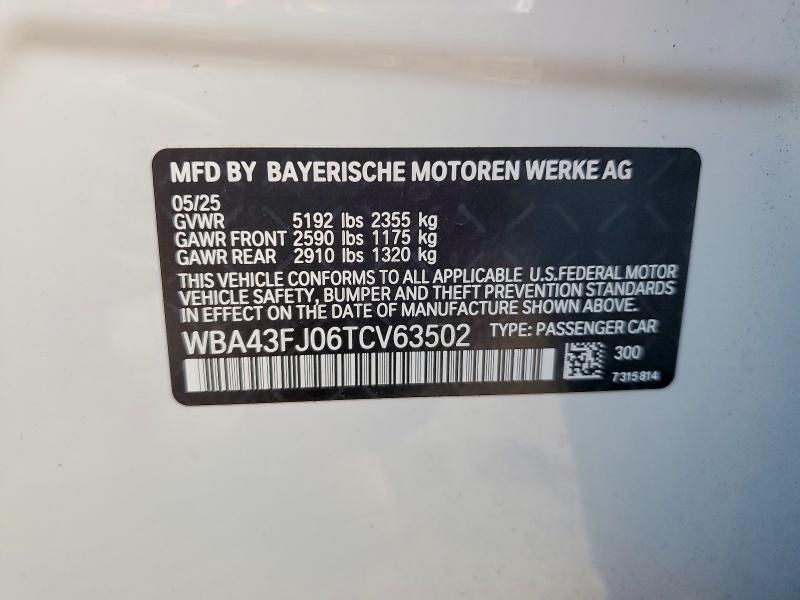 MFD BY BAYERISCHE MOTOREN WERKE AG
05/25
GVWR 5192 lbs 2355 kg
GAWR FRONT 2590 lbs 1175 kg
GAWR REAR 2910 lbs 1320 kg
THIS VEHICLE CONFORMS TO ALL APPLICABLE U.S.FEDERAL MOTOR
VEHICLE SAFETY, BUMPER AND THEFT PREVENTION STANDARDS
IN EFFECT ON THE DATE OF MANUFACTURE SHOWN ABOVE.
WBA43FJ06TCV63502 TYPE: PASSENGER CAR
300
7315814